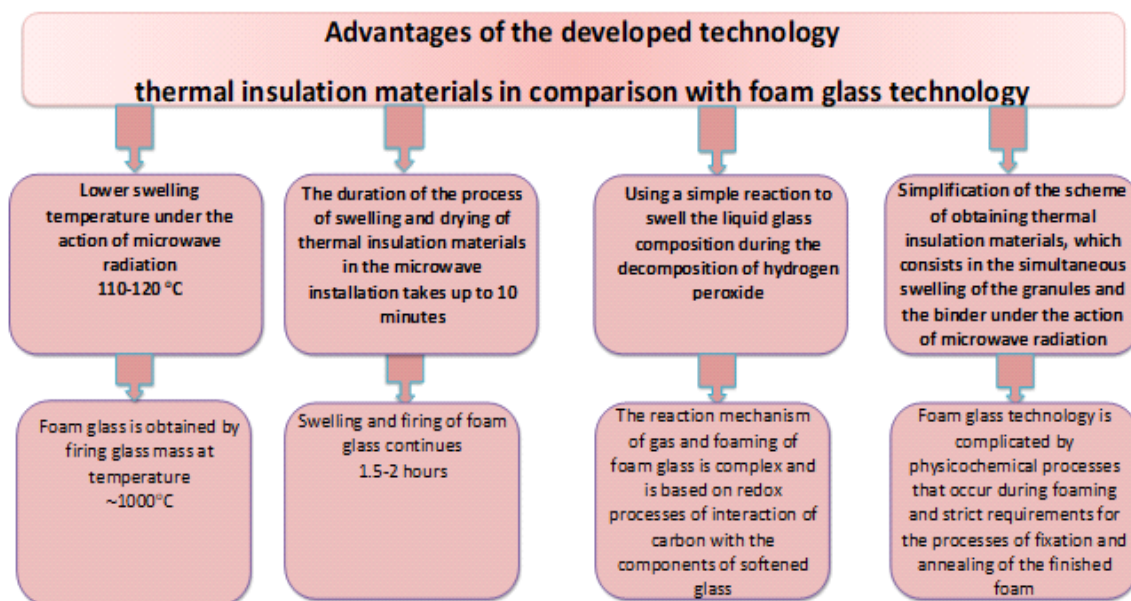 Advantages of the developed technology
thermal insulation materials in comparison with foam glass technology
Lower swelling
temperature under the
action of microwave
radiation
110-120 °C
The duration of the process
of swelling and drying of
thermal insulation materials
in the microwave
installation takes up to 10
minutes
Using a simple reaction to
swell the liquid glass
composition during the
decomposition of hydrogen
peroxide
Simplification of the scheme
of obtaining thermal
insulation materials, which
consists in the simultaneous
swelling of the granules and
the binder under the action
of microwave radiation
Foam glass is obtained by
firing glass mass at
temperature
~1000°C
Swelling and firing of foam
glass continues
1.5-2 hours
The reaction mechanism
of gas and foaming of
foam glass is complex and
is based on redox
processes of interaction of
carbon with the
components of softened
glass
Foam glass technology is
complicated by
physicochemical processes
that occur during foaming
and strict requirements for
the processes of fixation and
annealing of the finished
foam